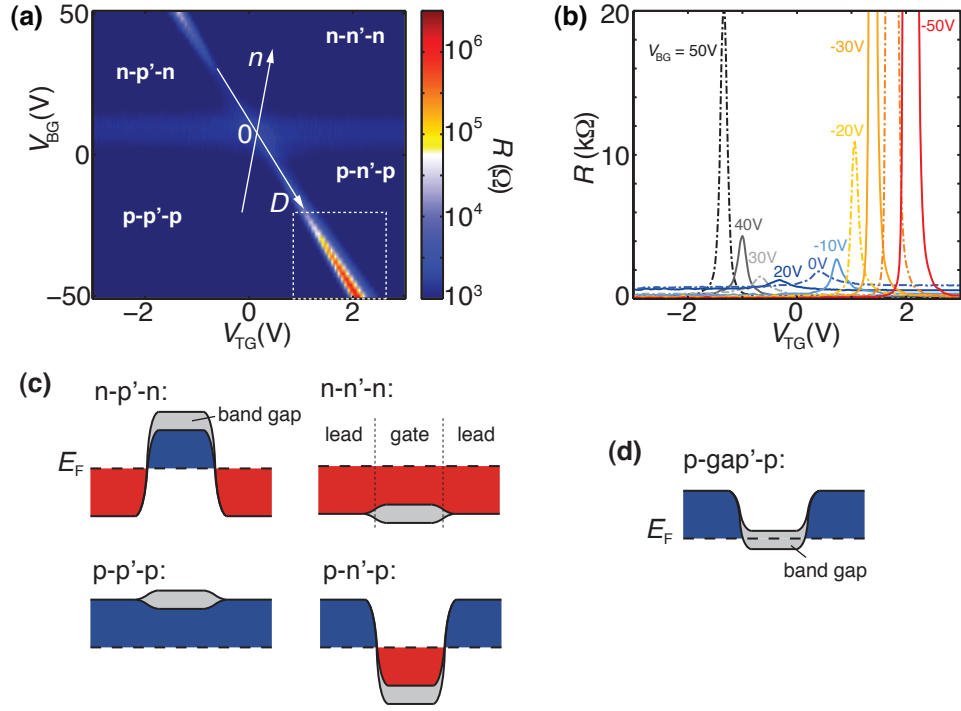 (a)
50
0
−50
V_BG (V)
−2
0
2
V_TG (V)
n-n'-n
n-p'-n
p-n'-p
p-p'-p
n
0
D
10^6
10^5
10^4
10^3
R (Ω)
(b)
20
10
0
R (kΩ)
−2
0
2
V_TG (V)
V_BG = 50V
40V
30V
20V
0V
-10V
-20V
-30V
-50V
(c)
n-p'-n:
band gap
E_F
n-n'-n:
lead
gate
lead
p-p'-p:
p-n'-p:
(d)
p-gap'-p:
E_F
band gap